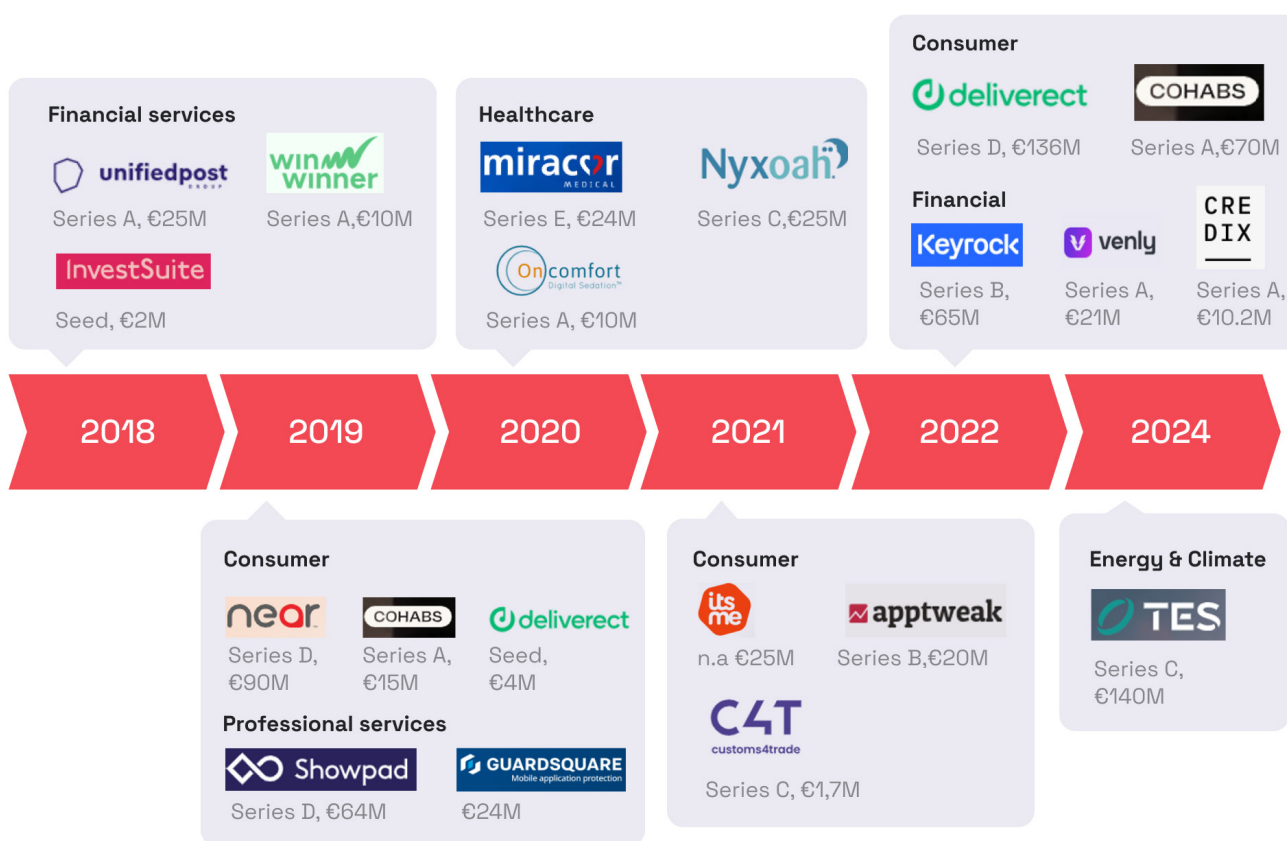 Financial services
unifiedpost
GROUP
win
winner
Series A, €25M
Series A,€10M
InvestSuite
Seed, €2M
Healthcare
miracor
MEDICAL
Nyxoah
Series E, €24M
Series C,€25M
Oncomfort
Digital Sedation™
Series A, €10M
Consumer
deliverect
COHABS
Series D, €136M
Series A,€70M
Financial
Keyrock
venly
CRE
DIX
Series B,
€65M
Series A,
€21M
Series A,
€10.2M
2018
2019
2020
2021
2022
2024
Consumer
near
COHABS
deliverect
Series D,
€90M
Series A,
€15M
Seed,
€4M
Professional services
Showpad
GUARDSQUARE
Mobile application protection
Series D, €64M
€24M
Consumer
its
me
apptweak
n.a €25M
Series B,€20M
C4T
customs4trade
Series C, €1,7M
Energy & Climate
TES
Series C,
€140M